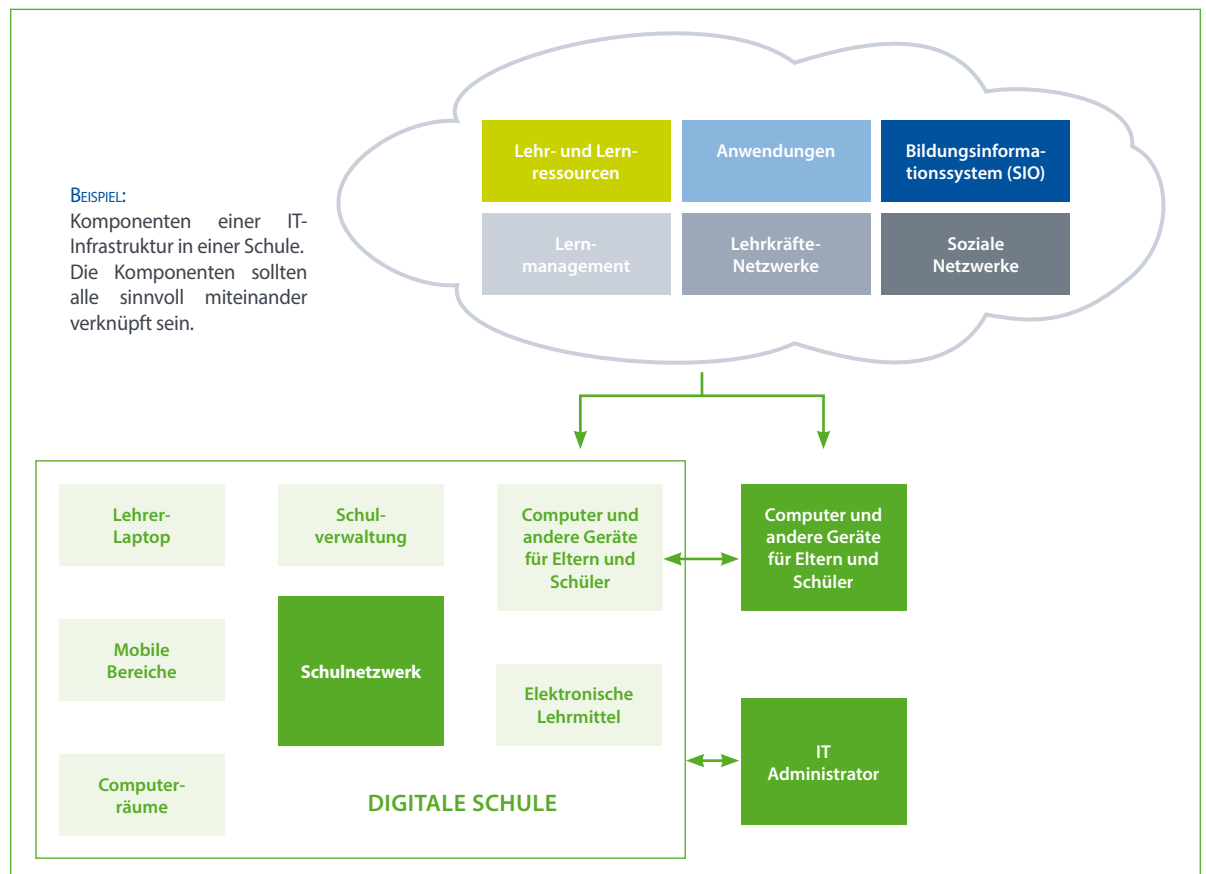 Lehr- und Lern-
ressourcen
Anwendungen
Bildungsinforma-
tionssystem (SIO)
Lern-
management
Lehrkräfte-
Netzwerke
Soziale
Netzwerke
BEISPIEL:
Komponenten einer IT-
Infrastruktur in einer Schule.
Die Komponenten sollten
alle sinnvoll miteinander
verknüpft sein.
Lehrer-
Laptop
Schul-
verwaltung
Computer und
andere Geräte
für Eltern und
Schüler
Computer und
andere Geräte
für Eltern und
Schüler
Mobile
Bereiche
Schulnetzwerk
Elektronische
Lehrmittel
IT
Administrator
Computer-
räume
DIGITALE SCHULE